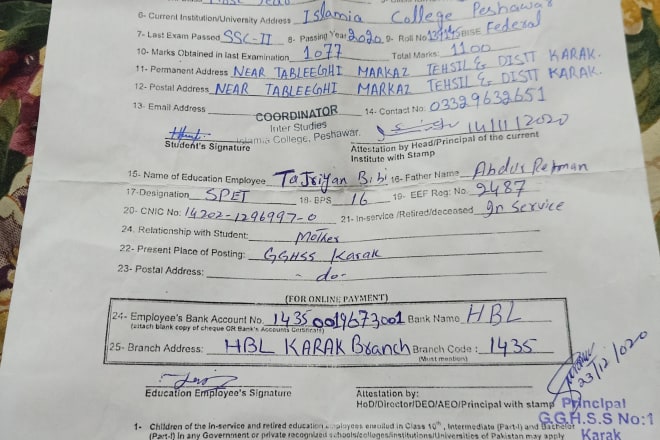 6- Current Institution/University Address Islamia College Peshawar
7- Last Exam Passed SSC-II 8- Passing Year 2020 9- Roll No. BISE Federal
10- Marks Obtained in last Examination 1077 Total Marks: 1100
11- Permanent Address NEAR TABLEEGHI MARKAZ TEHSIL & DISTT KARAK.
12- Postal Address NEAR TABLEEGHI MARKAZ TEHSIL & DISTT KARAK.
13- Email Address 14- Contact No: 03329632651
COORDINATOR
Inter Studies
Islamia College, Peshawar.
14/11/2020
Student's Signature
Attestation by Head/Principal of the current
Institute with Stamp
15- Name of Education Employee Bibi 16- Father Name Abdur Rehman
17- Designation SPET 18- BPS 16 19- EEF Reg: No. 2487
20- CNIC No: 14202-1296997-0 21- In-service /Retired/deceased In Service
24. Relationship with Student: Mother
22- Present Place of Posting: GGHSS Karak
23- Postal Address: - do -
(FOR ONLINE PAYMENT)
24- Employee's Bank Account No. 14350019673001 Bank Name HBL
(attach blank copy of cheque OR Bank's Accounts Certificate)
25- Branch Address: HBL KARAK Branch Branch Code : 1435
(Must mention)
23/12/020
Education Employee's Signature
Attestation by:
HoD/Director/DEO/AEO/Principal with stamp
Principal
G.G.H.S.S No:1
Karak
1- Children of the in-service and retired education employees enrolled in Class 10th, Intermediate (Part-I) and Bachelor
(Part-I) in any Government or private recognized schools/colleges/institutions/Universities of Pakistan may apply